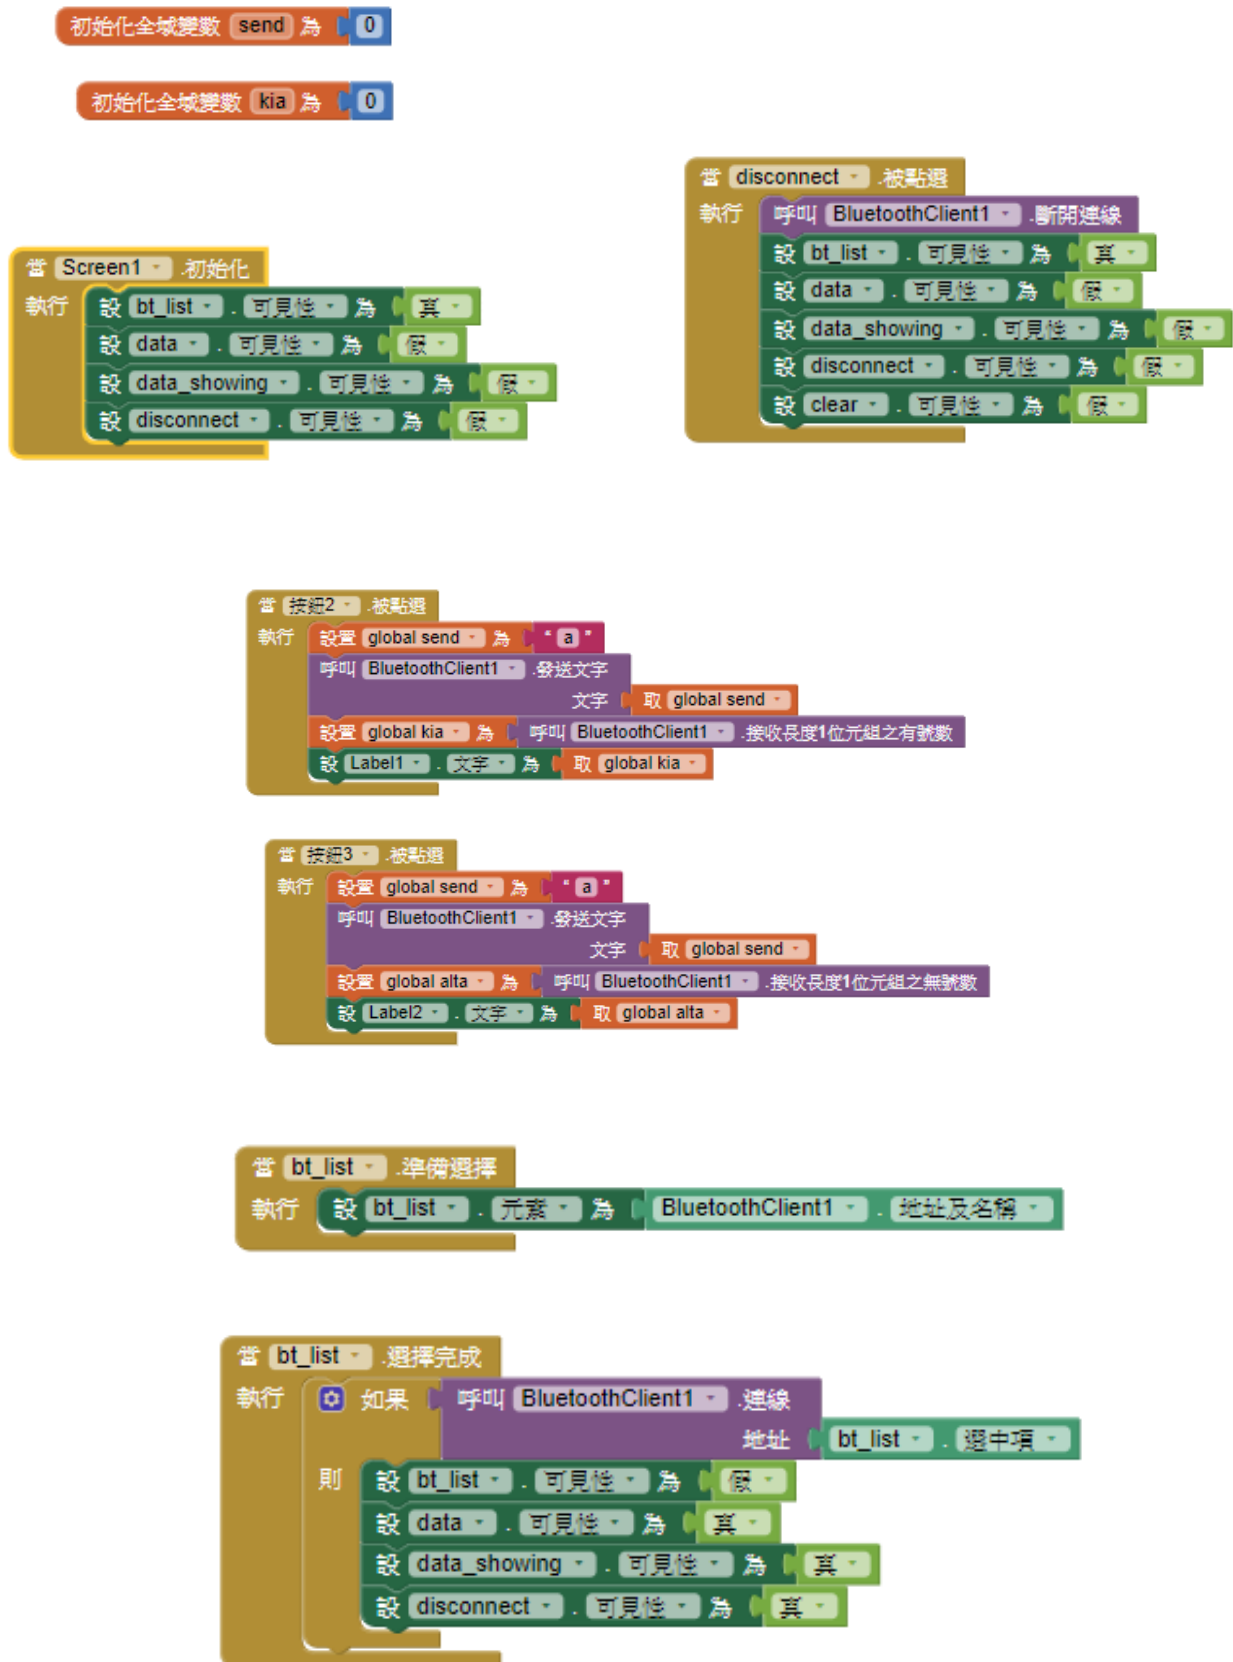 初始化全域變數 send 為 0
初始化全域變數 kia 為 0
當 disconnect .被點選
執行 呼叫 BluetoothClient1 .斷開連線
設 bt_list . 可見性 為 真
設 data . 可見性 為 假
設 data_showing . 可見性 為 假
設 disconnect . 可見性 為 假
設 clear . 可見性 為 假
當 Screen1 .初始化
執行 設 bt_list . 可見性 為 真
設 data . 可見性 為 假
設 data_showing . 可見性 為 假
設 disconnect . 可見性 為 假
當 按鈕2 .被點選
執行 設置 global send 為 " a "
呼叫 BluetoothClient1 .發送文字
文字 取 global send
設置 global kia 為 呼叫 BluetoothClient1 .接收長度1位元組之有號數
設 Label1 . 文字 為 取 global kia
當 按鈕3 .被點選
執行 設置 global send 為 " a "
呼叫 BluetoothClient1 .發送文字
文字 取 global send
設置 global alta 為 呼叫 BluetoothClient1 .接收長度1位元組之無號數
設 Label2 . 文字 為 取 global alta
當 bt_list .準備選擇
執行 設 bt_list . 元素 為 BluetoothClient1 . 地址及名稱
當 bt_list .選擇完成
執行 如果 呼叫 BluetoothClient1 .連線
地址 bt_list . 選中項
則 設 bt_list . 可見性 為 假
設 data . 可見性 為 真
設 data_showing . 可見性 為 真
設 disconnect . 可見性 為 真